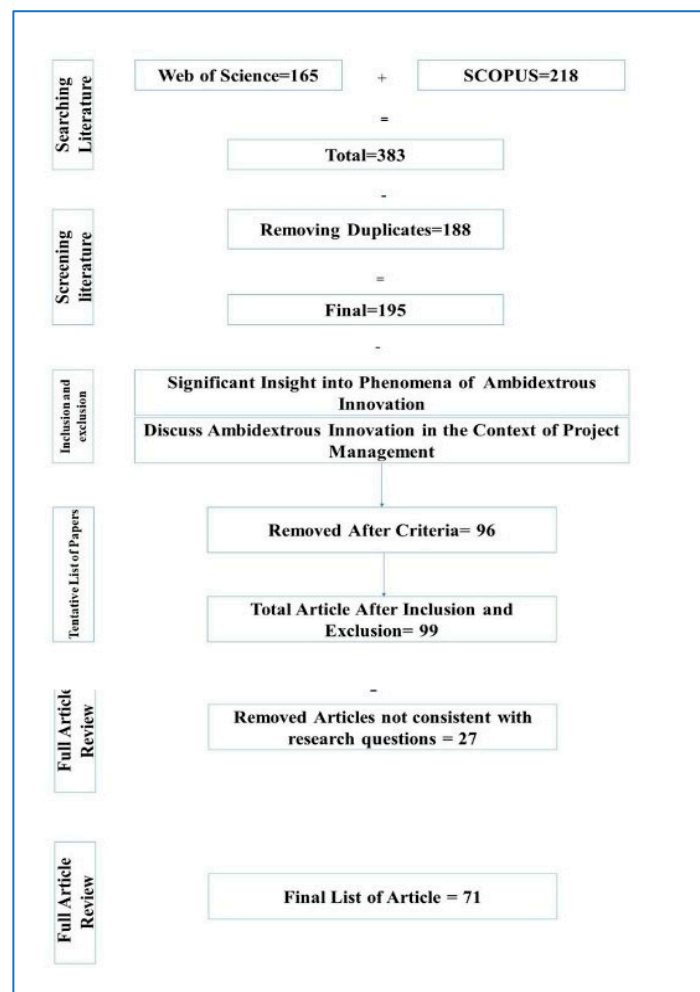 Searching
Literature
Web of Science=165
+
SCOPUS=218
=
Total=383
-
Screening
literature
Removing Duplicates=188
=
Final=195
-
Inclusion and
exclusion
Significant Insight into Phenomena of Ambidextrous
Innovation
Discuss Ambidextrous Innovation in the Context of Project
Management
Tentative List of Papers
Removed After Criteria= 96
Total Article After Inclusion and
Exclusion= 99
-
Full Article
Review
Removed Articles not consistent with
research questions = 27
Full Article
Review
Final List of Article = 71